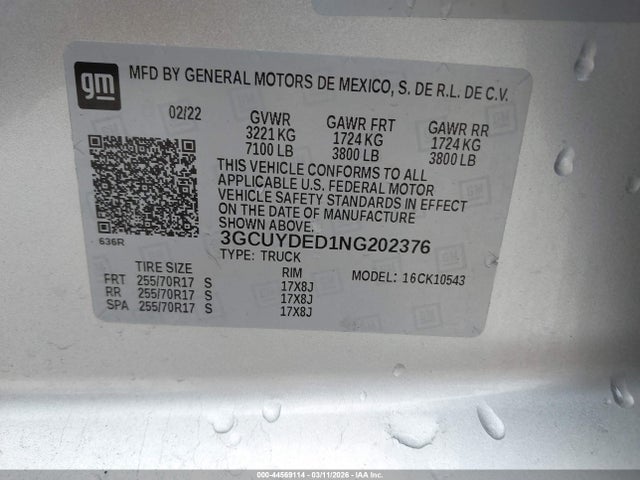 gm
MFD BY GENERAL MOTORS DE MEXICO, S. DE R.L. DE C.V.
02/22 GVWR GAWR FRT GAWR RR
3221 KG 1724 KG 1724 KG
7100 LB 3800 LB 3800 LB
THIS VEHICLE CONFORMS TO ALL
APPLICABLE U.S. FEDERAL MOTOR
VEHICLE SAFETY STANDARDS IN EFFECT
ON THE DATE OF MANUFACTURE
SHOWN ABOVE.
636R 3GCUYDED1NG202376
TYPE: TRUCK
TIRE SIZE RIM MODEL: 16CK10543
FRT 255/70R17 S 17X8J
RR 255/70R17 S 17X8J
SPA 255/70R17 S 17X8J
000-44569114 - 03/11/2026 - IAA Inc.